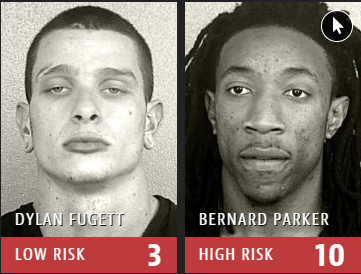 DYLAN FUGETT
LOW RISK 3
BERNARD PARKER
HIGH RISK 10